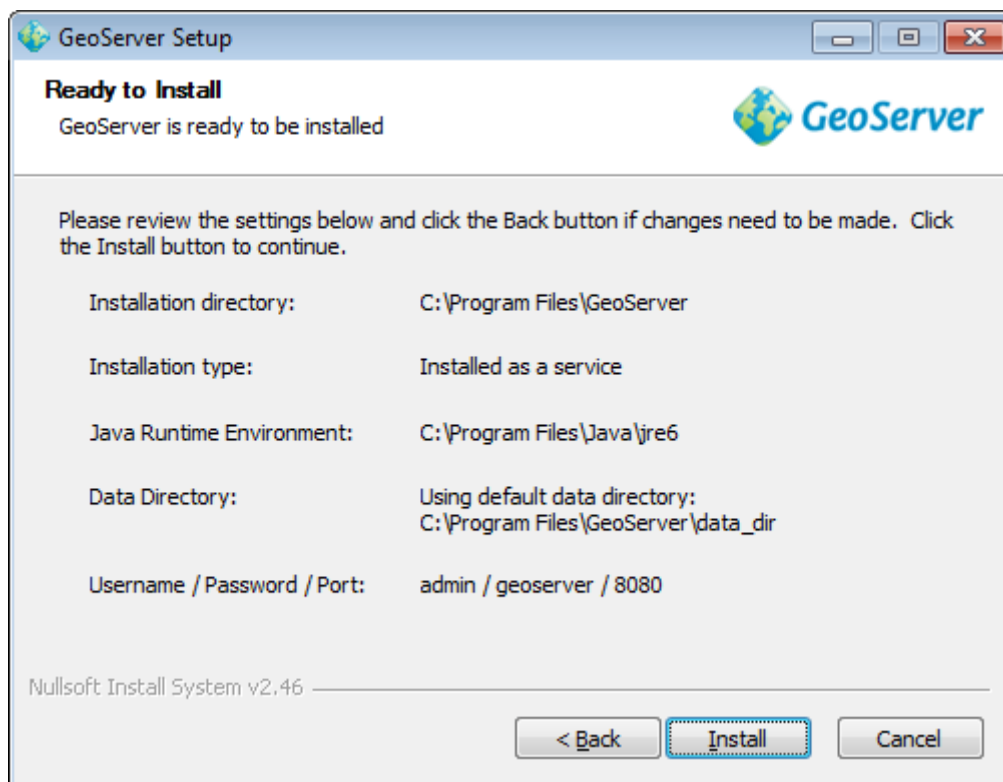 GeoServer Setup
Ready to Install
GeoServer is ready to be installed
GeoServer
Please review the settings below and click the Back button if changes need to be made.  Click
the Install button to continue.
Installation directory: C:\Program Files\GeoServer
Installation type: Installed as a service
Java Runtime Environment: C:\Program Files\Java\jre6
Data Directory: Using default data directory:
C:\Program Files\GeoServer\data_dir
Username / Password / Port: admin / geoserver / 8080
Nullsoft Install System v2.46
< Back Install Cancel